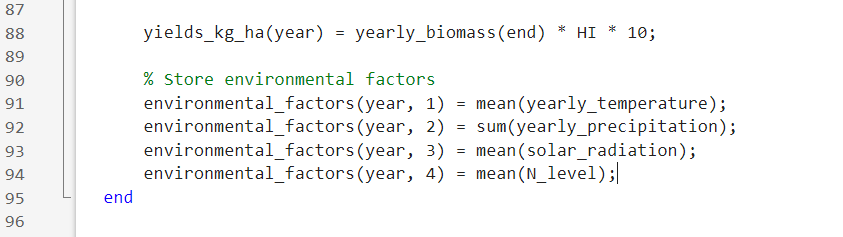 87
88 yields_kg_ha(year) = yearly_biomass(end) * HI * 10;
89
90 % Store environmental factors
91 environmental_factors(year, 1) = mean(yearly_temperature);
92 environmental_factors(year, 2) = sum(yearly_precipitation);
93 environmental_factors(year, 3) = mean(solar_radiation);
94 environmental_factors(year, 4) = mean(N_level);
95 end
96